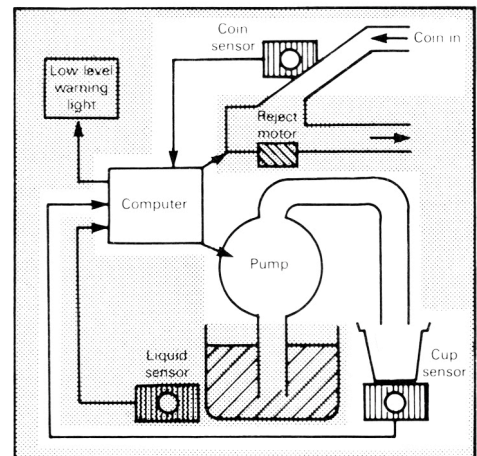 Coin
sensor
Coin in
Low level
warning
light
Reject
motor
Computer
Pump
Liquid
sensor
Cup
sensor